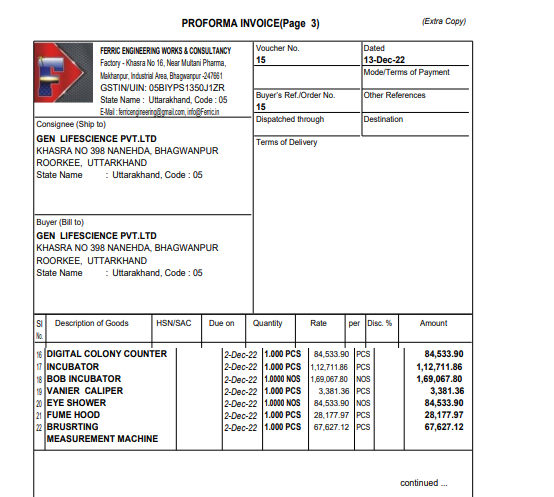 PROFORMA INVOICE(Page 3)
(Extra Copy)
FERRIC ENGINEERING WORKS & CONSULTANCY
Factory - Khasra No 16, Near Multani Pharma,
Makhanpur, Industrial Area, Bhagwanpur -247661
GSTIN/UIN: 05BIYPS1350J1ZR
State Name : Uttarakhand, Code : 05
E-Mail : ferricengineering@gmail.com, info@Ferric.in
Voucher No.
15
Dated
13-Dec-22
Mode/Terms of Payment
Buyer's Ref./Order No.
15
Other References
Dispatched through
Destination
Terms of Delivery
Consignee (Ship to)
GEN LIFESCIENCE PVT.LTD
KHASRA NO 398 NANEHDA, BHAGWANPUR
ROORKEE, UTTARKHAND
State Name : Uttarakhand, Code : 05
Buyer (Bill to)
GEN LIFESCIENCE PVT.LTD
KHASRA NO 398 NANEHDA, BHAGWANPUR
ROORKEE, UTTARKHAND
State Name : Uttarakhand, Code : 05
Sl No. Description of Goods HSN/SAC Due on Quantity Rate per Disc. % Amount
16 DIGITAL COLONY COUNTER 2-Dec-22 1.000 PCS 84,533.90 PCS 84,533.90
17 INCUBATOR 2-Dec-22 1.000 PCS 1,12,711.86 PCS 1,12,711.86
18 BOB INCUBATOR 2-Dec-22 1.0000 NOS 1,69,067.80 NOS 1,69,067.80
19 VANIER CALIPER 2-Dec-22 1.000 PCS 3,381.36 PCS 3,381.36
20 EYE SHOWER 2-Dec-22 1.0000 NOS 84,533.90 NOS 84,533.90
21 FUME HOOD 2-Dec-22 1.000 PCS 28,177.97 PCS 28,177.97
22 BRUSRTING 2-Dec-22 1.000 PCS 67,627.12 PCS 67,627.12
MEASUREMENT MACHINE
continued ...